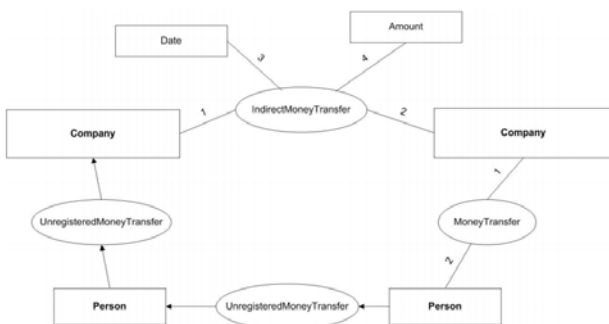 Date
Amount
3
4
IndirectMoneyTransfer
1
2
Company
Company
1
UnregisteredMoneyTransfer
MoneyTransfer
2
Person
UnregisteredMoneyTransfer
Person